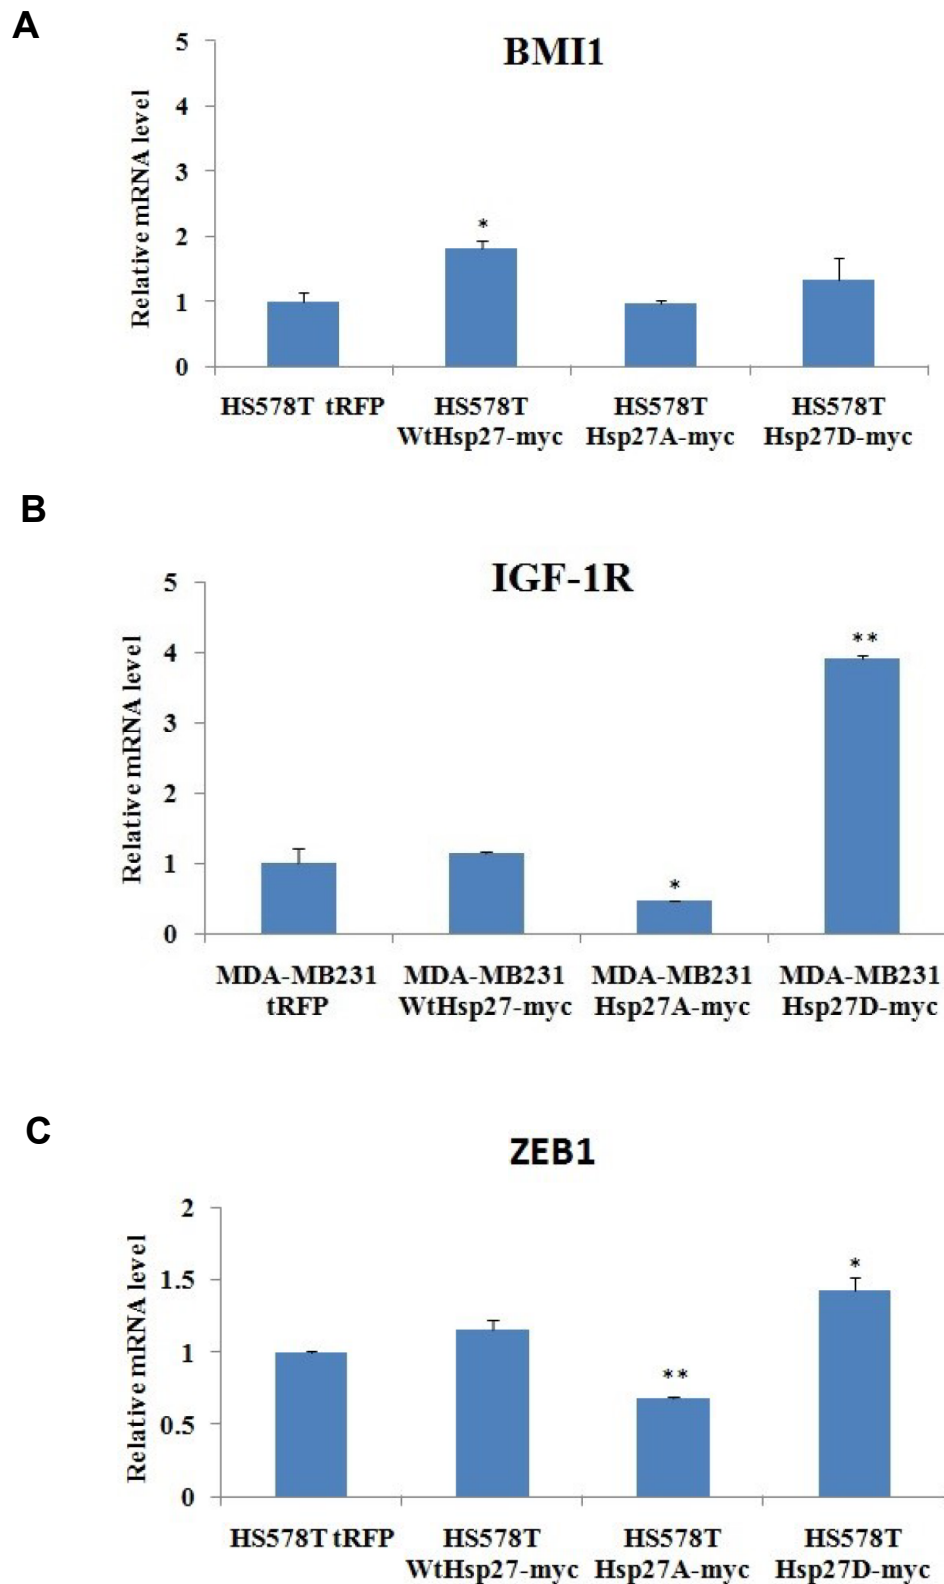 A
BMI1
Relative mRNA level
5
4
3
2
1
0
*
HS578T tRFP
HS578T
WtHsp27-myc
HS578T
Hsp27A-myc
HS578T
Hsp27D-myc
B
IGF-1R
Relative mRNA level
5
4
3
2
1
0
*
**
MDA-MB231
tRFP
MDA-MB231
WtHsp27-myc
MDA-MB231
Hsp27A-myc
MDA-MB231
Hsp27D-myc
C
ZEB1
Relative mRNA level
2
1.5
1
0.5
0
**
*
HS578T tRFP
HS578T
WtHsp27-myc
HS578T
Hsp27A-myc
HS578T
Hsp27D-myc